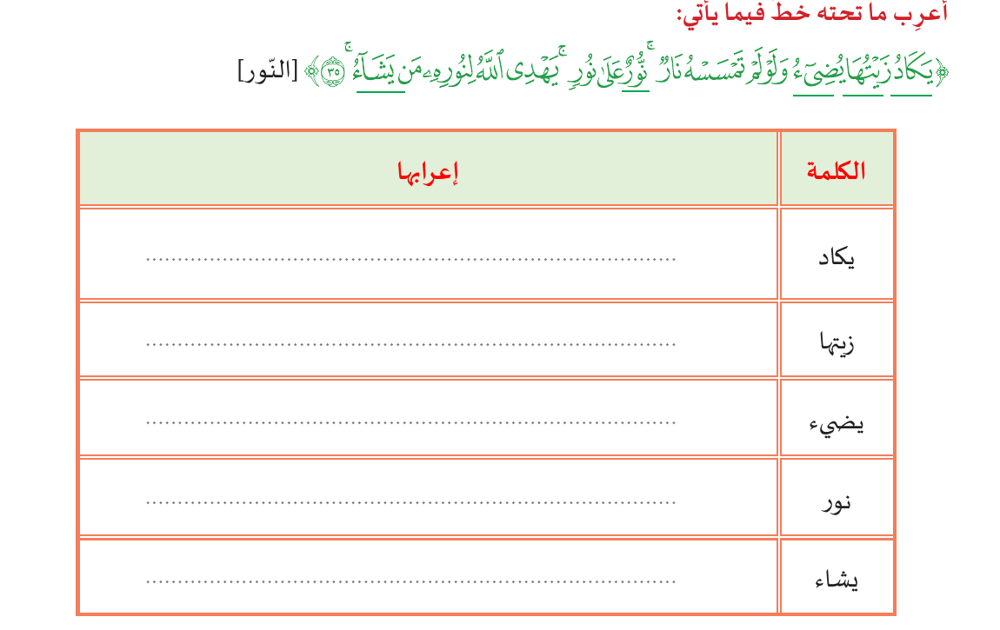 أعرِب ما تحته خطّ فيما يأتي:
﴿يَكَادُ زَيْتُهَا يُضِىٓءُ وَلَوْ لَمْ تَمْسَسْهُ نَارٌ ۚ نُّورٌ عَلَىٰ نُورٍ ۗ يَهْدِى ٱللَّهُ لِنُورِهِۦ مَن يَشَآءُ ۚ ٣٥﴾ [النّور]
الكلمة إعرابها
يكاد ........................................
زيتها ........................................
يضيء ........................................
نور ........................................
يشاء ........................................